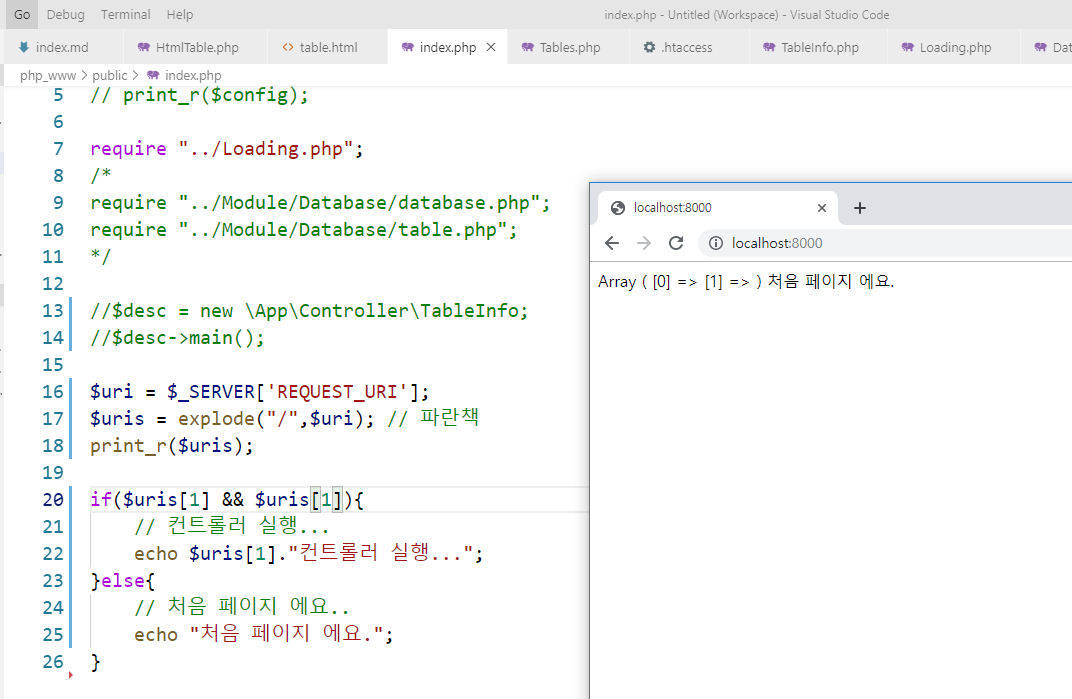 Go Debug Terminal Help index.php - Untitled (Workspace) - Visual Studio Code
index.md HtmlTable.php table.html index.php Tables.php .htaccess TableInfo.php Loading.php Dat
php_www > public > index.php
5 // print_r($config);
6
7 require "../Loading.php";
8 /*
9 require "../Module/Database/database.php";
10 require "../Module/Database/table.php";
11 */
12
13 //$desc = new \App\Controller\TableInfo;
14 //$desc->main();
15
16 $uri = $_SERVER['REQUEST_URI'];
17 $uris = explode("/",$uri); // 파란책
18 print_r($uris);
19
20 if($uris[1] && $uris[1]){
21 // 컨트롤러 실행...
22 echo $uris[1]."컨트롤러 실행...";
23 }else{
24 // 처음 페이지 에요..
25 echo "처음 페이지 에요.";
26 }
localhost:8000
localhost:8000
Array ( [0] => [1] => ) 처음 페이지 에요.